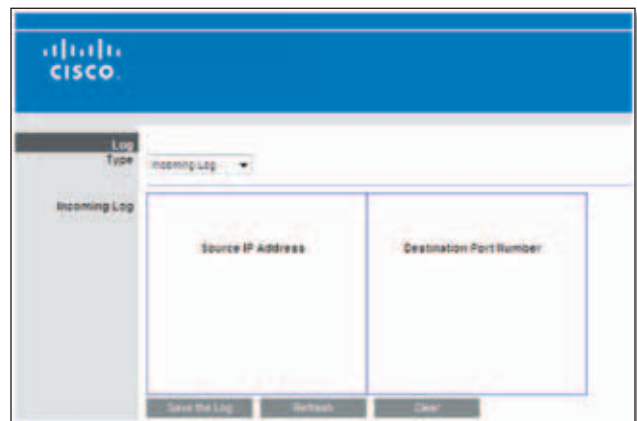 CISCO.
Log
Type
Incoming Log
Incoming Log
Source IP Address
Destination Port Number
Save the Log
Refresh
Clear